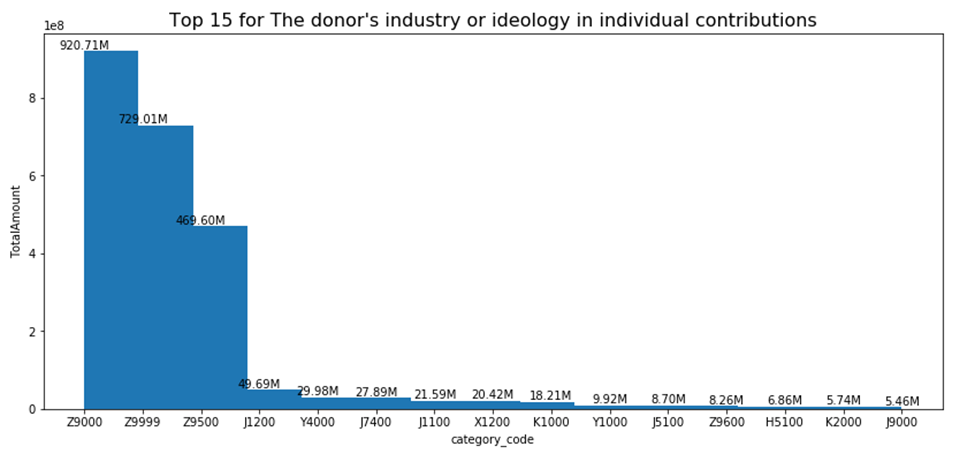 Top 15 for The donor's industry or ideology in individual contributions
1e8
920.71M
729.01M
469.60M
49.69M
29.98M
27.89M
21.59M
20.42M
18.21M
9.92M
8.70M
8.26M
6.86M
5.74M
5.46M
8
6
4
2
0
TotalAmount
Z9000 Z9999 Z9500 J1200 Y4000 J7400 J1100 X1200 K1000 Y1000 J5100 Z9600 H5100 K2000 J9000
category_code